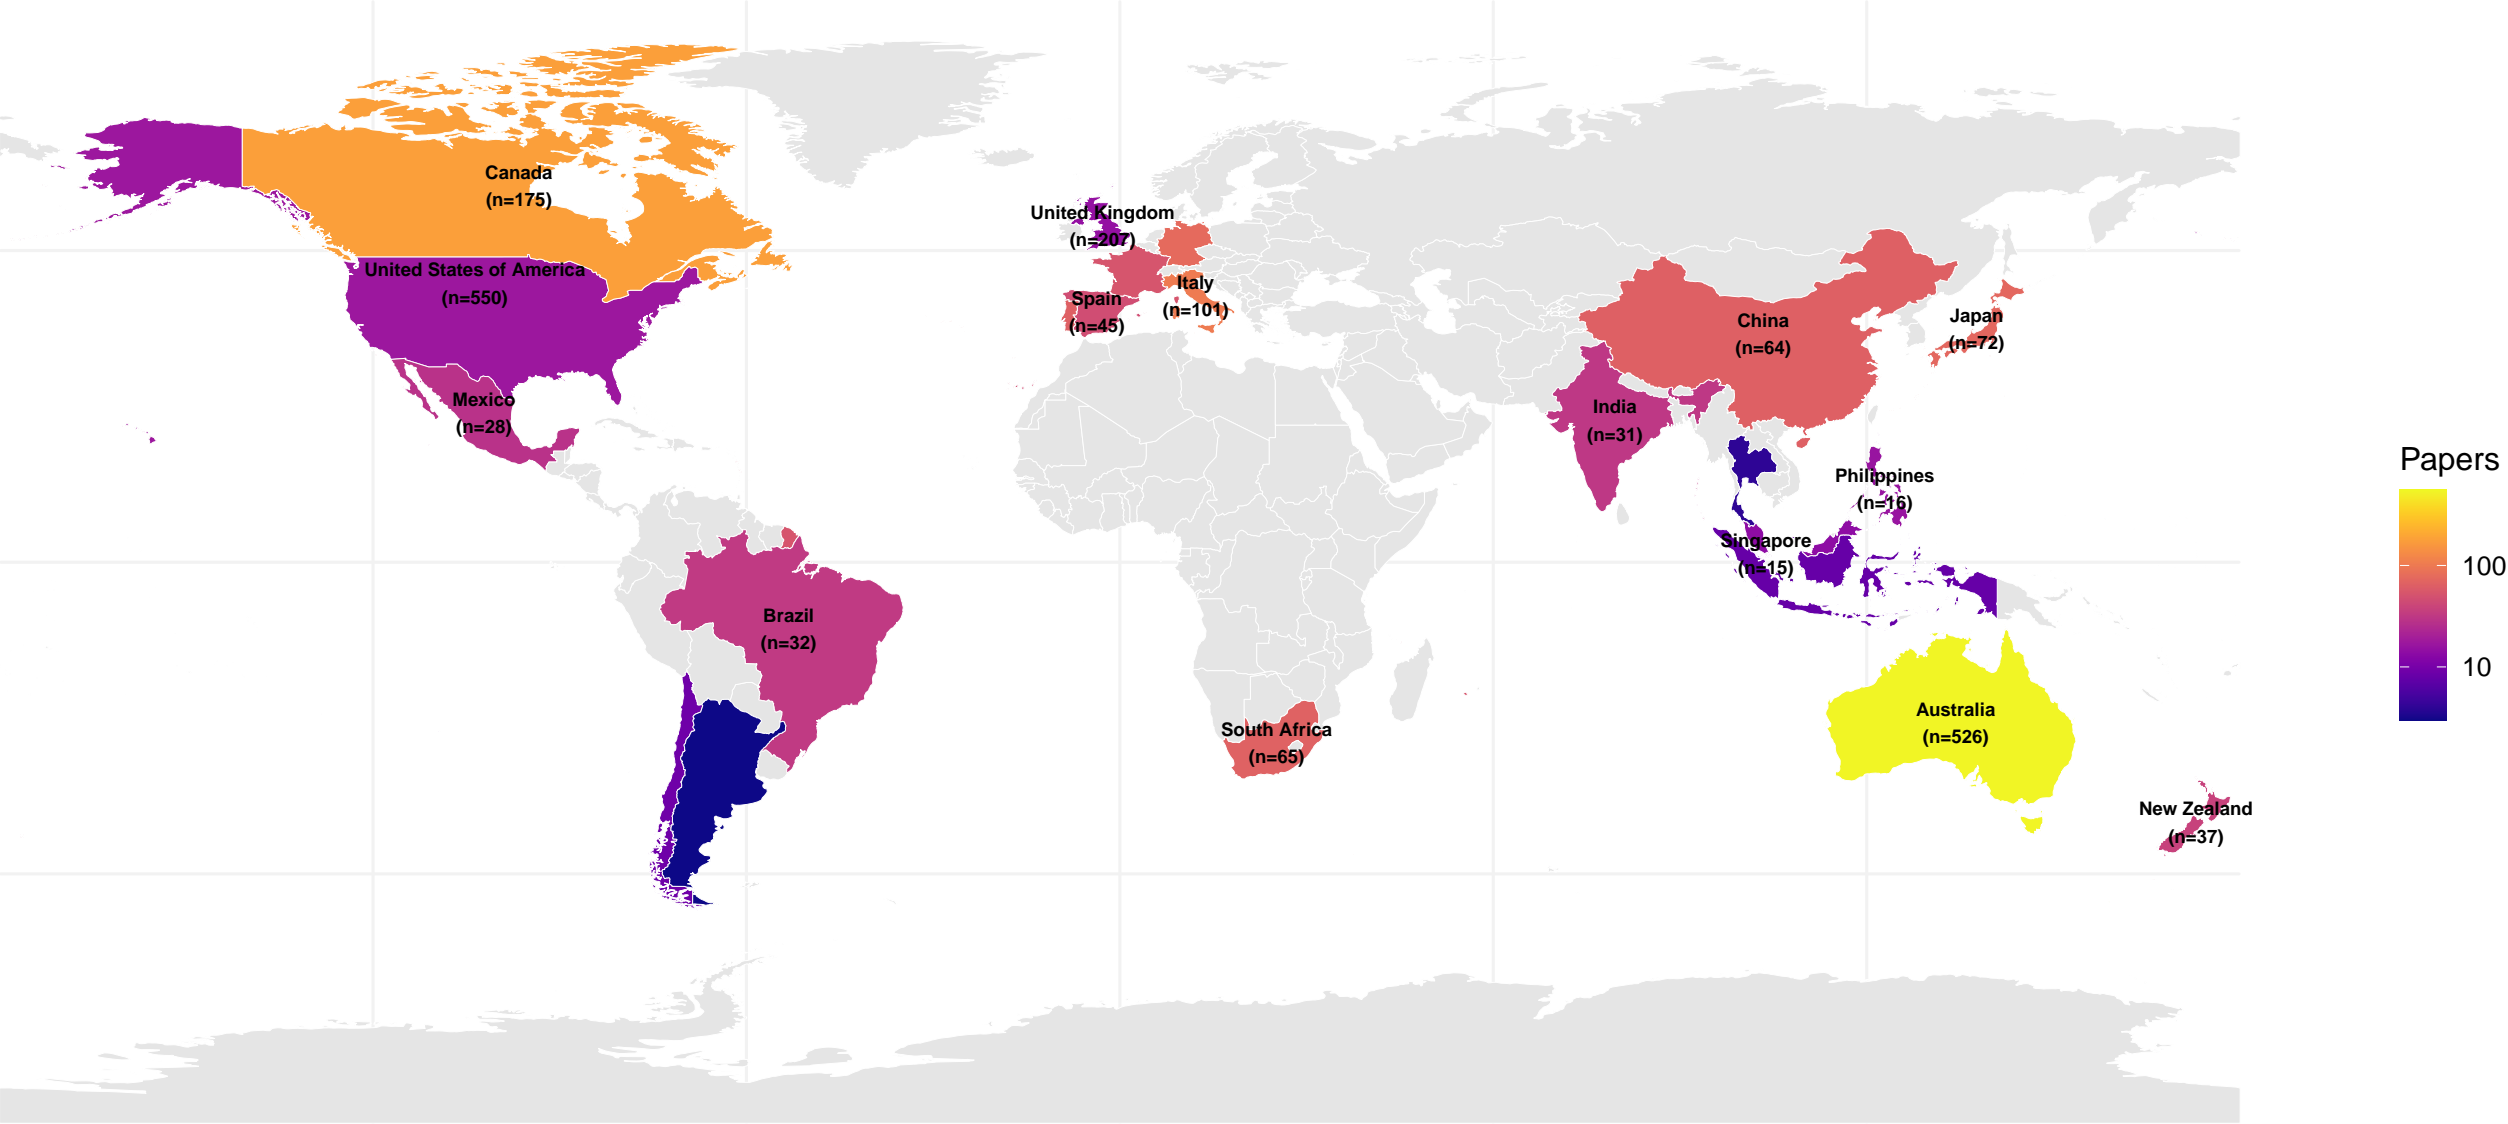 Canada
(n=175)
United Kingdom
(n=207)
United States of America
(n=550)
Italy
(n=101)
Spain
(n=45)
China
(n=64)
Japan
(n=72)
Mexico
(n=28)
India
(n=31)
Philippines
(n=16)
Singapore
(n=15)
Brazil
(n=32)
South Africa
(n=65)
Australia
(n=526)
New Zealand
(n=37)
Papers
100
10